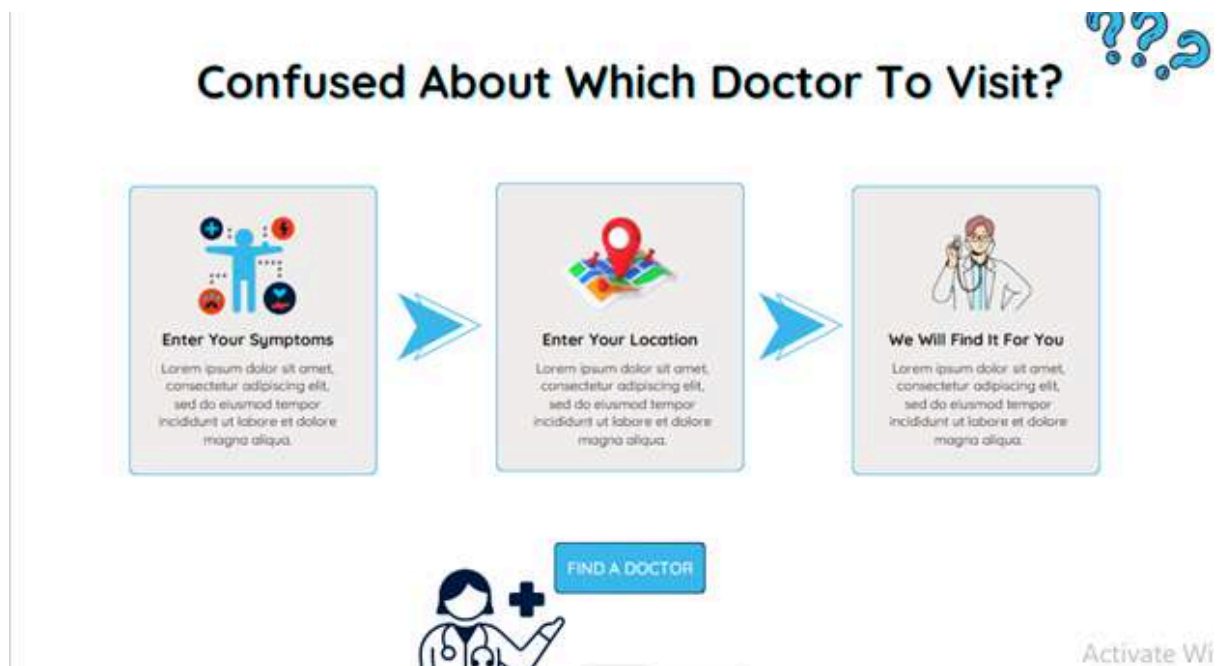 Confused About Which Doctor To Visit?
Enter Your Symptoms
Lorem ipsum dolor sit amet,
consectetur adipiscing elit,
sed do eiusmod tempor
incididunt ut labore et dolore
magna aliqua.
Enter Your Location
Lorem ipsum dolor sit amet,
consectetur adipiscing elit,
sed do eiusmod tempor
incididunt ut labore et dolore
magna aliqua.
We Will Find It For You
Lorem ipsum dolor sit amet,
consectetur adipiscing elit,
sed do eiusmod tempor
incididunt ut labore et dolore
magna aliqua.
FIND A DOCTOR
Activate Wi